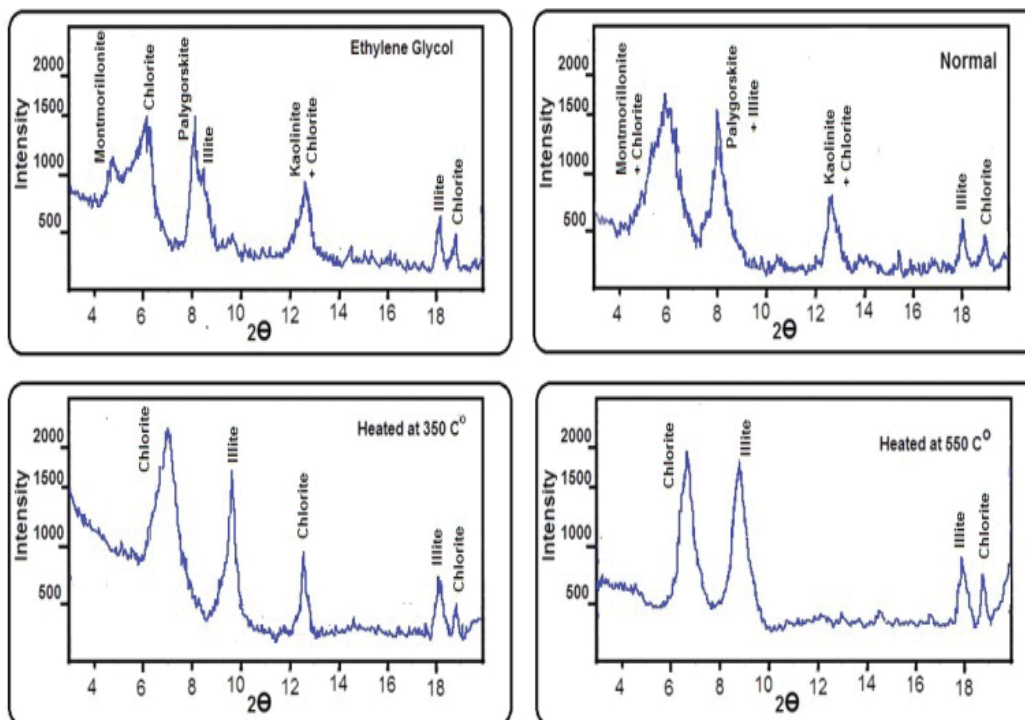 Ethylene Glycol
Intensity
2000
1500
1000
500
Montmorillonite
Chlorite
Palygorskite
Illite
Kaolinite
+ Chlorite
Illite
Chlorite
4 6 8 10 12 14 16 18
2Θ
Normal
Intensity
2000
1500
1000
500
Montmorillonite
+ Chlorite
Palygorskite
+ Illite
Kaolinite
+ Chlorite
Illite
Chlorite
4 6 8 10 12 14 16 18
2Θ
Heated at 350 C°
Intensity
2000
1500
1000
500
Chlorite
Illite
Chlorite
Illite
Chlorite
4 6 8 10 12 14 16 18
2Θ
Heated at 550 C°
Intensity
2000
1500
1000
500
Chlorite
Illite
Illite
Chlorite
4 6 8 10 12 14 16 18
2Θ